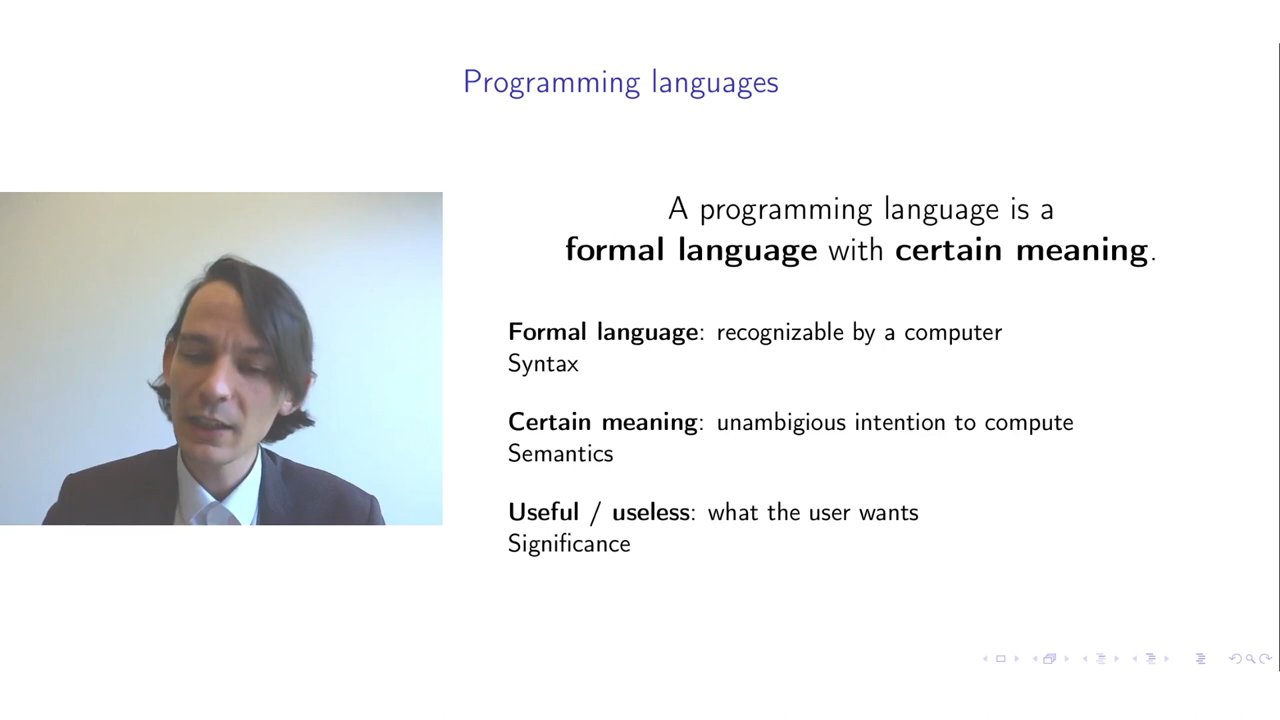 Programming languages
A programming language is a
formal language with certain meaning.
Formal language: recognizable by a computer
Syntax
Certain meaning: unambigious intention to compute
Semantics
Useful / useless: what the user wants
Significance